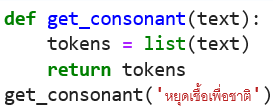 def get_consonant(text):
    tokens = list(text)
    return tokens
get_consonant('หยุดเชื้อเพื่อชาติ')